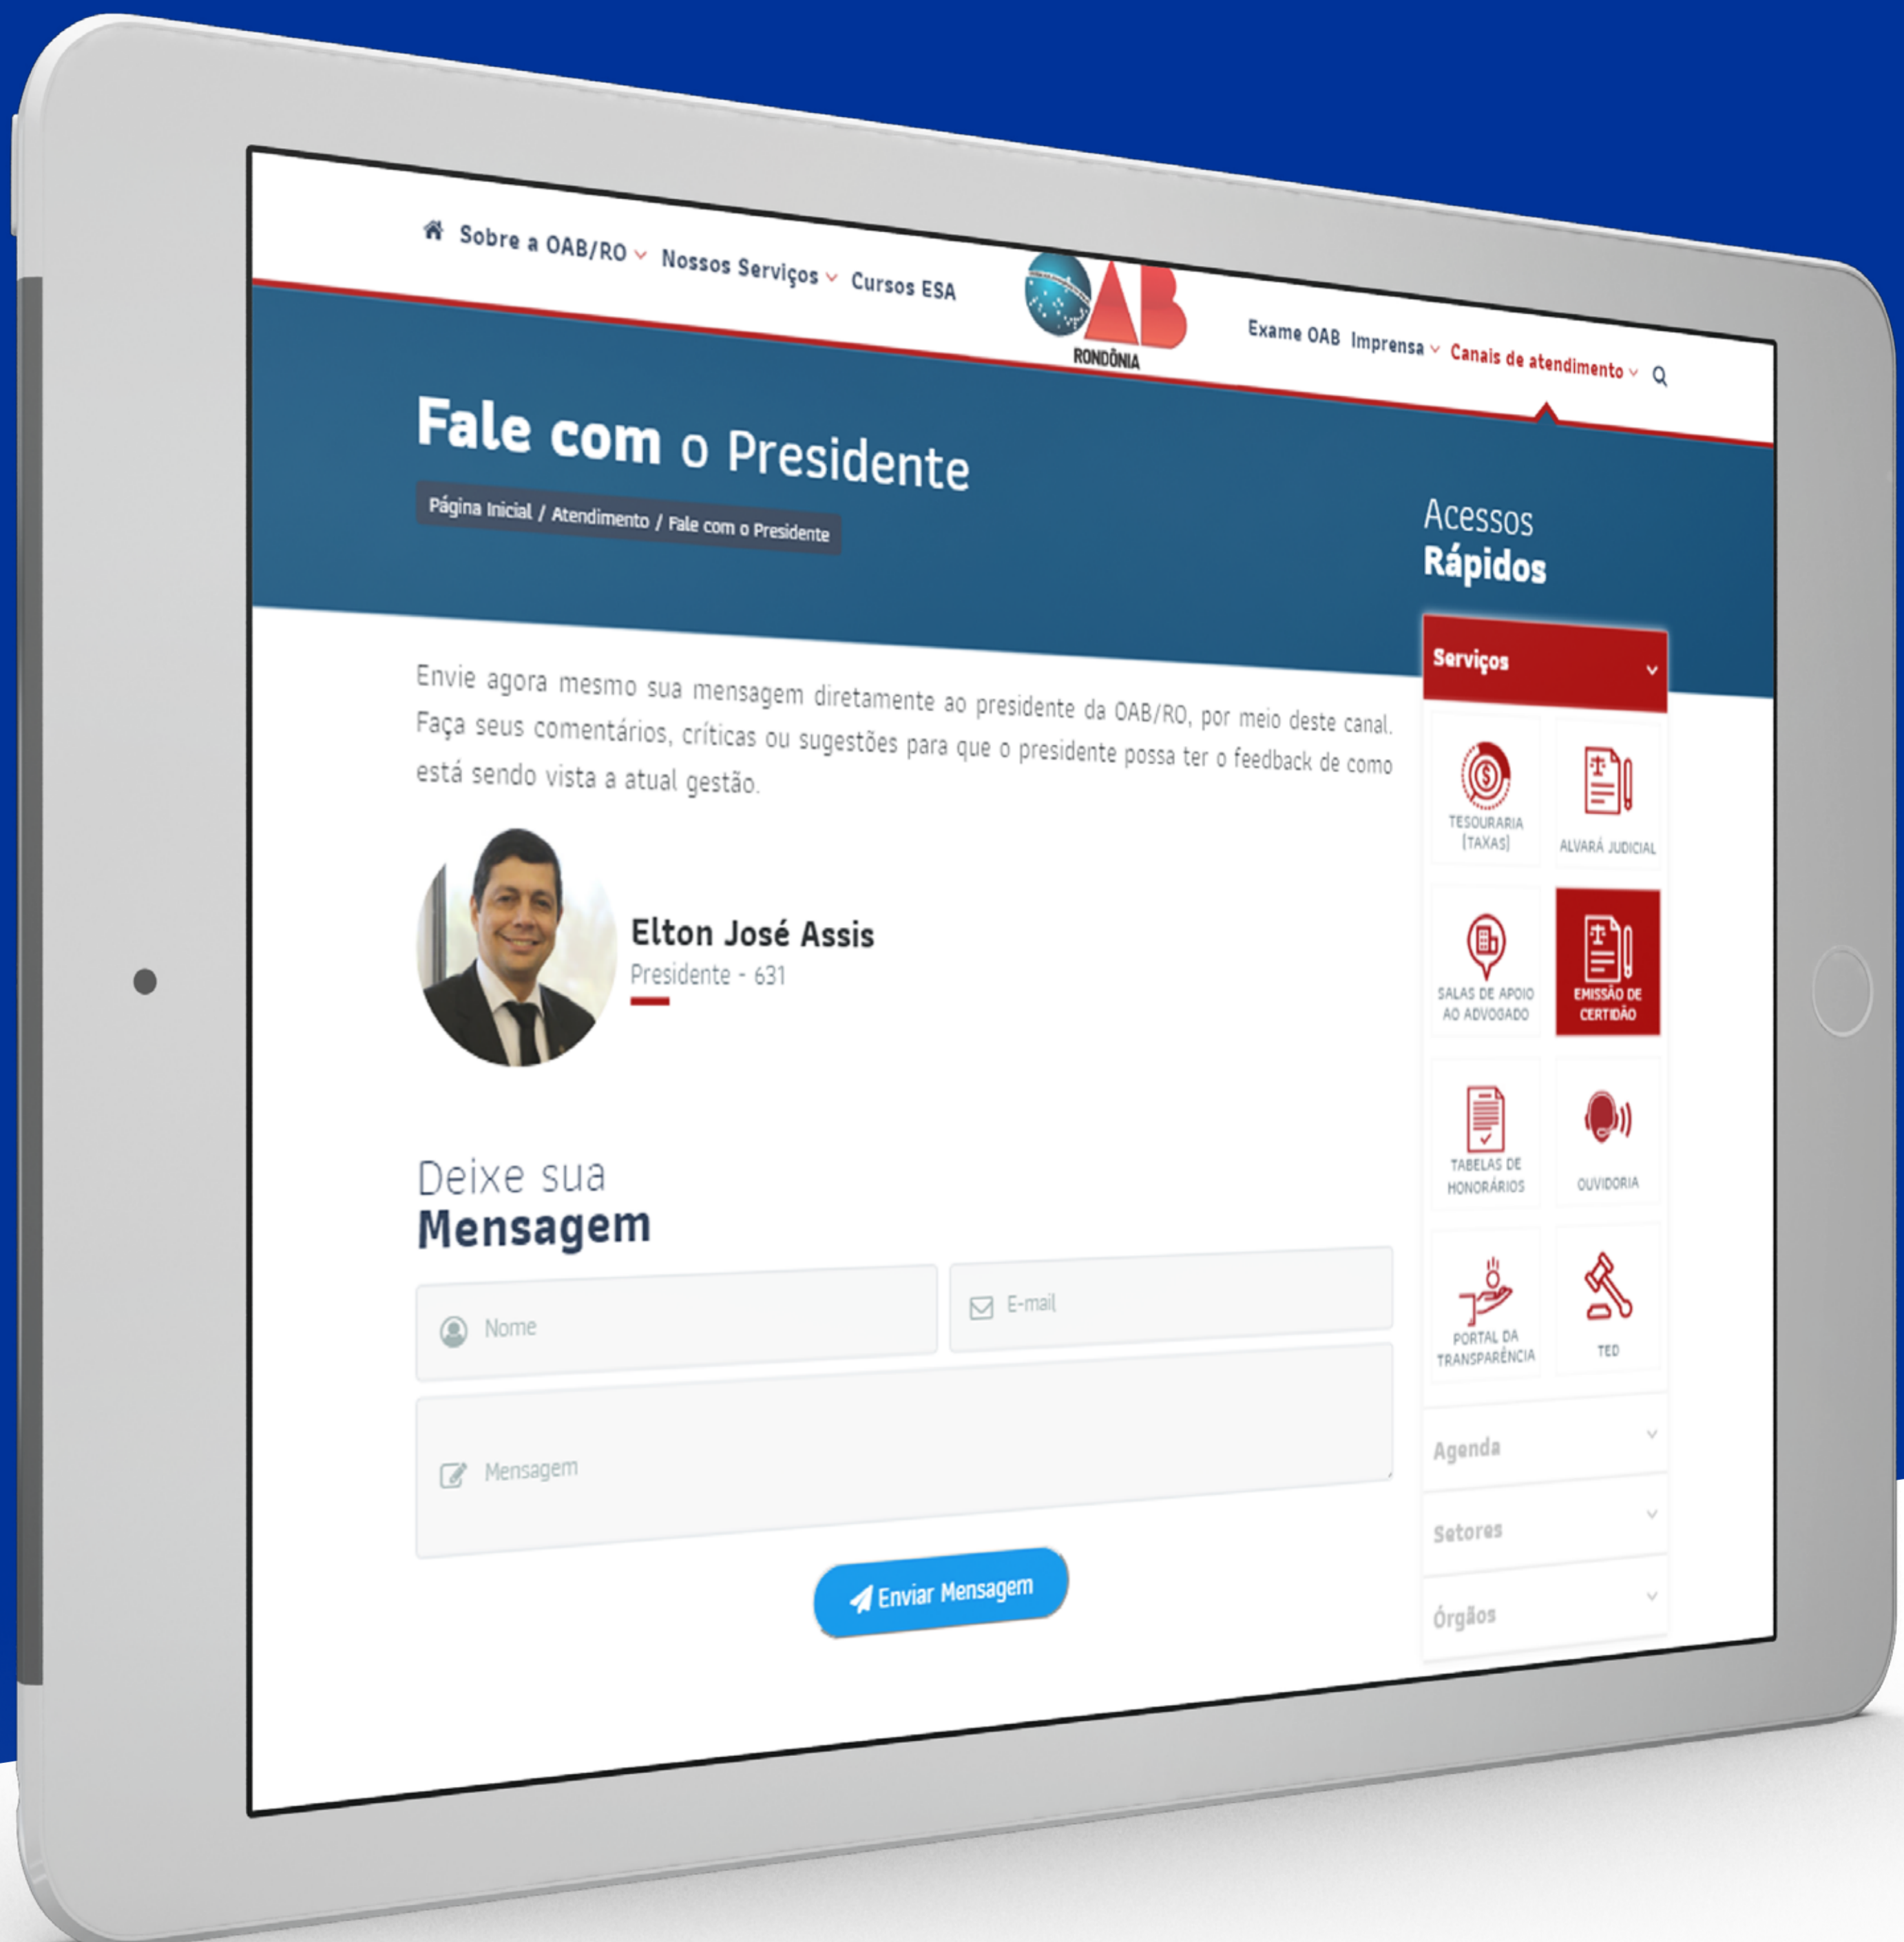 Sobre a OAB/RO Nossos Serviços Cursos ESA
OAB
RONDÔNIA
Exame OAB Imprensa Canais de atendimento
Fale com o Presidente
Página Inicial / Atendimento / Fale com o Presidente
Envie agora mesmo sua mensagem diretamente ao presidente da OAB/RO, por meio deste canal.
Faça seus comentários, críticas ou sugestões para que o presidente possa ter o feedback de como
está sendo vista a atual gestão.
Elton José Assis
Presidente - 631
Deixe sua
Mensagem
Nome
E-mail
Mensagem
Enviar Mensagem
Acessos
Rápidos
Serviços
TESOURARIA
(TAXAS)
ALVARÁ JUDICIAL
SALAS DE APOIO
AO ADVOGADO
EMISSÃO DE
CERTIDÃO
TABELAS DE
HONORÁRIOS
OUVIDORIA
PORTAL DA
TRANSPARÊNCIA
TED
Agenda
Setores
Órgãos